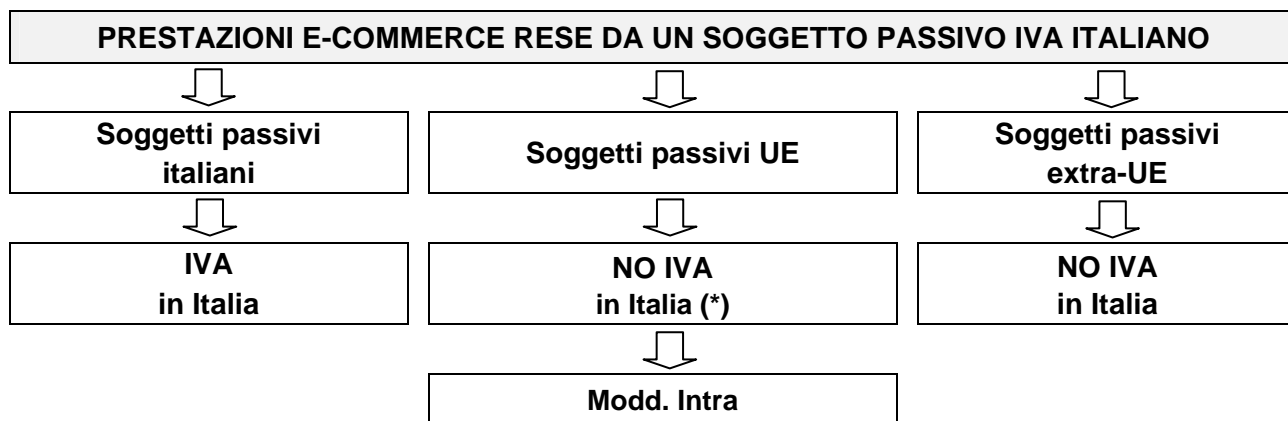 PRESTAZIONI E-COMMERCE RESE DA UN SOGGETTO PASSIVO IVA ITALIANO
Soggetti passivi
italiani
Soggetti passivi UE
Soggetti passivi
extra-UE
IVA
in Italia
NO IVA
in Italia (*)
NO IVA
in Italia
Modd. Intra